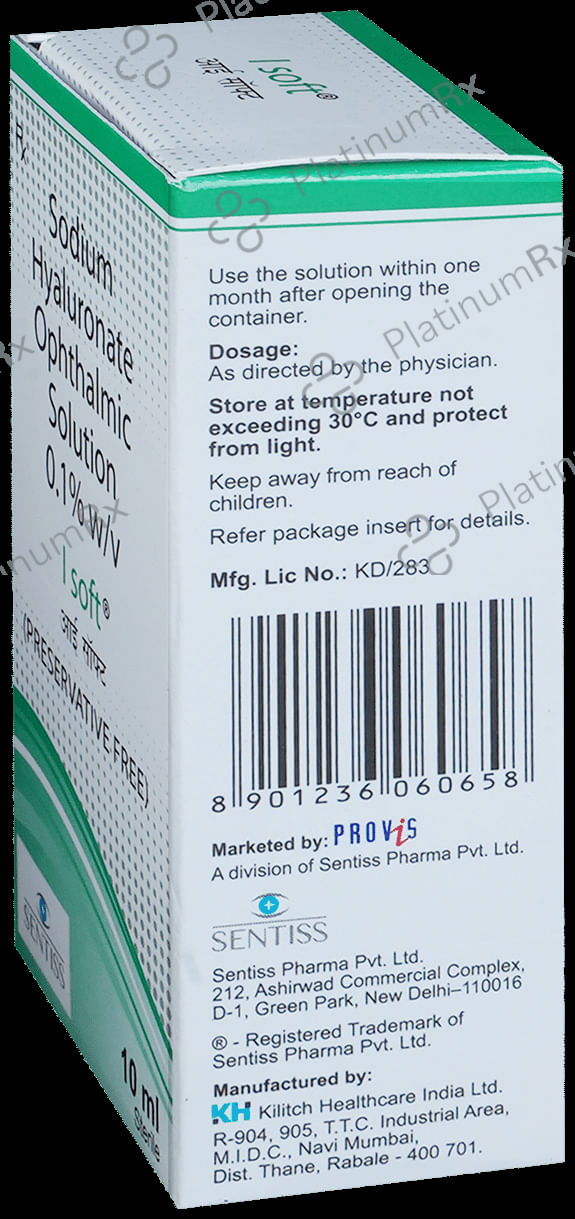 I soft®
आई सॉफ्ट
Rx
Sodium
Hyaluronate
Ophthalmic
Solution
0.1% w/v
I soft®
आई सॉफ्ट
(PRESERVATIVE FREE)
SENTISS
10 ml
Sterile
Use the solution within one
month after opening the
container.
Dosage:
As directed by the physician.
Store at temperature not
exceeding 30°C and protect
from light.
Keep away from reach of
children.
Refer package insert for details.
Mfg. Lic No.: KD/283
8 901236 060658
Marketed by: PROViS
A division of Sentiss Pharma Pvt. Ltd.
SENTISS
Sentiss Pharma Pvt. Ltd.
212, Ashirwad Commercial Complex,
D-1, Green Park, New Delhi–110016
® - Registered Trademark of
Sentiss Pharma Pvt. Ltd.
Manufactured by:
KH Kilitch Healthcare India Ltd.
R-904, 905, T.T.C. Industrial Area,
M.I.D.C., Navi Mumbai,
Dist. Thane, Rabale - 400 701.
PlatinumRx
PlatinumRx
PlatinumRx
PlatinumRx